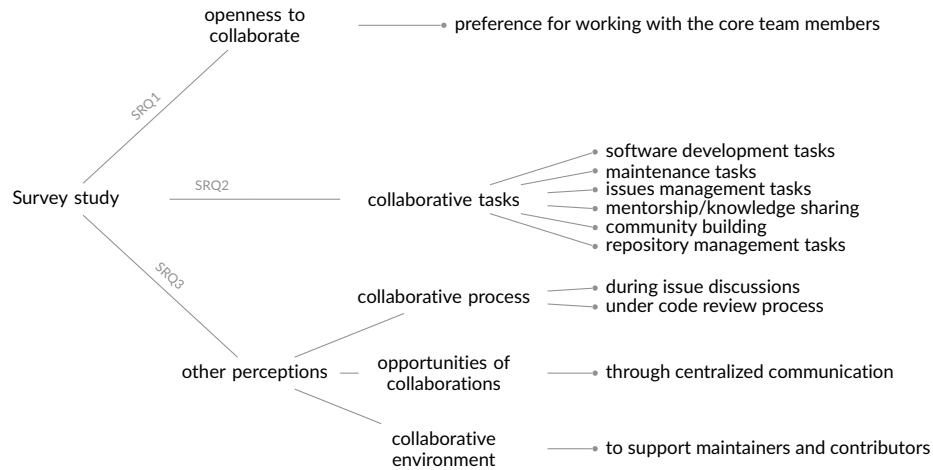 openness to
collaborate
preference for working with the core team members
SRQ1
Survey study
SRQ2
collaborative tasks
software development tasks
maintenance tasks
issues management tasks
mentorship/knowledge sharing
community building
repository management tasks
SRQ3
other perceptions
collaborative process
during issue discussions
under code review process
opportunities of
collaborations
through centralized communication
collaborative
environment
to support maintainers and contributors